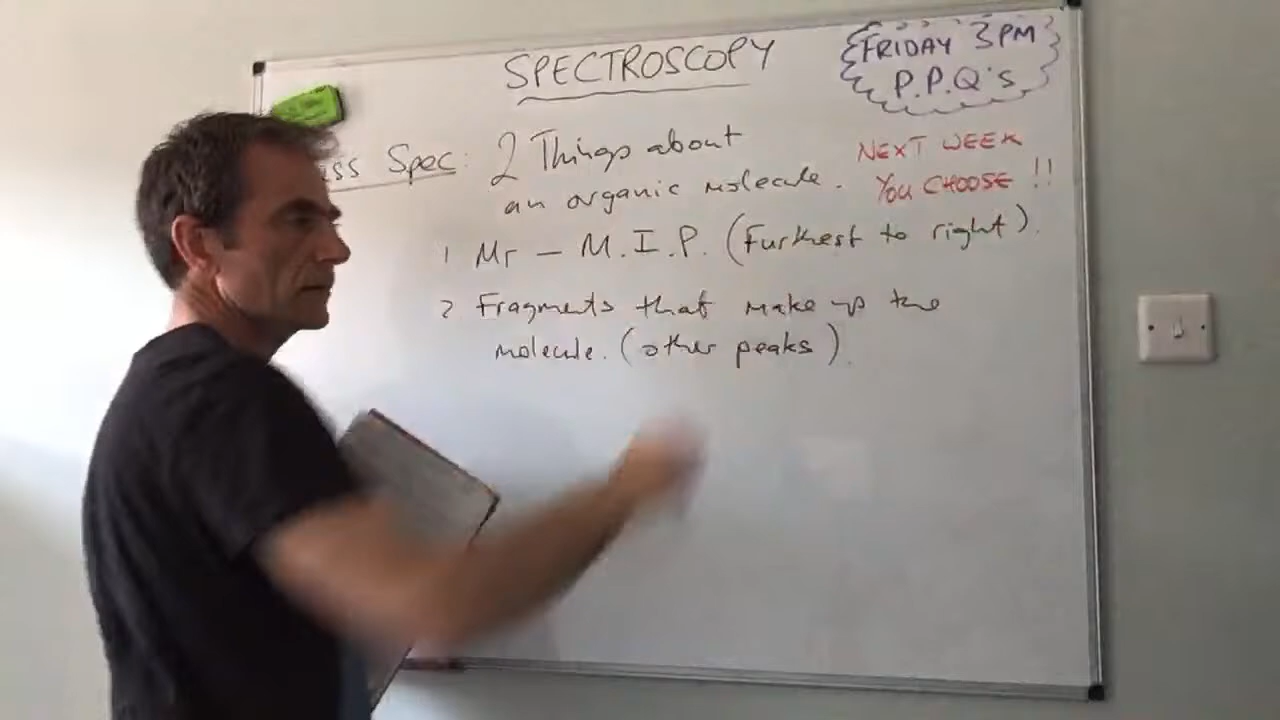 SPECTROSCOPY
FRIDAY 3PM
P.P.Q's
ss Spec: 2 Things about
an organic molecule.
NEXT WEEK
YOU CHOOSE !!
1 Mr – M.I.P. (Furthest to right).
2 Fragments that make up the
molecule. (other peaks).